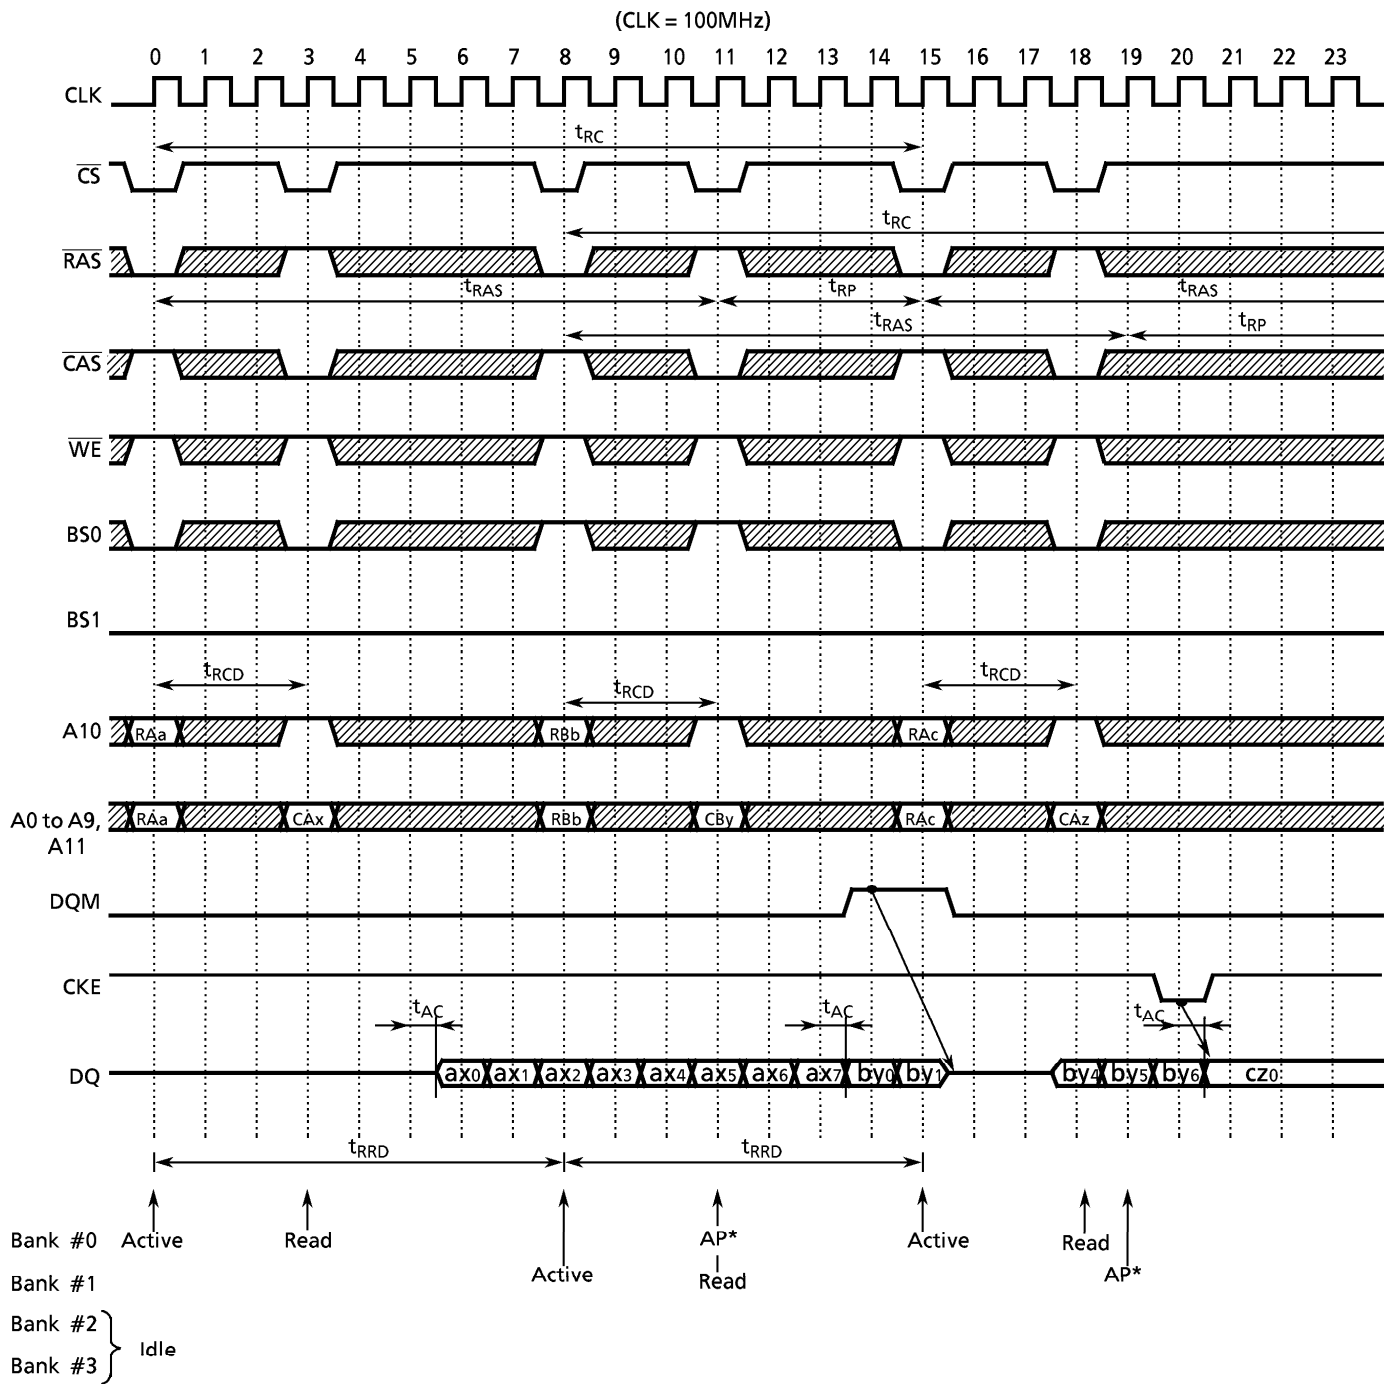 (CLK = 100MHz)
0 1 2 3 4 5 6 7 8 9 10 11 12 13 14 15 16 17 18 19 20 21 22 23
CLK
tRC
CS
tRC
RAS
tRAS tRP tRAS
tRAS tRP
CAS
WE
BS0
BS1
tRCD tRCD tRCD
A10 RAa RBb RAc
A0 to A9, RAa CAx RBb CBy RAc CAz
A11
DQM
CKE
tAC tAC tAC
DQ ax0 ax1 ax2 ax3 ax4 ax5 ax6 ax7 by0 by1 by4 by5 by6 cz0
tRRD tRRD
Bank #0 Active Read AP* Active Read
Bank #1 Active Read AP*
Bank #2
Idle
Bank #3